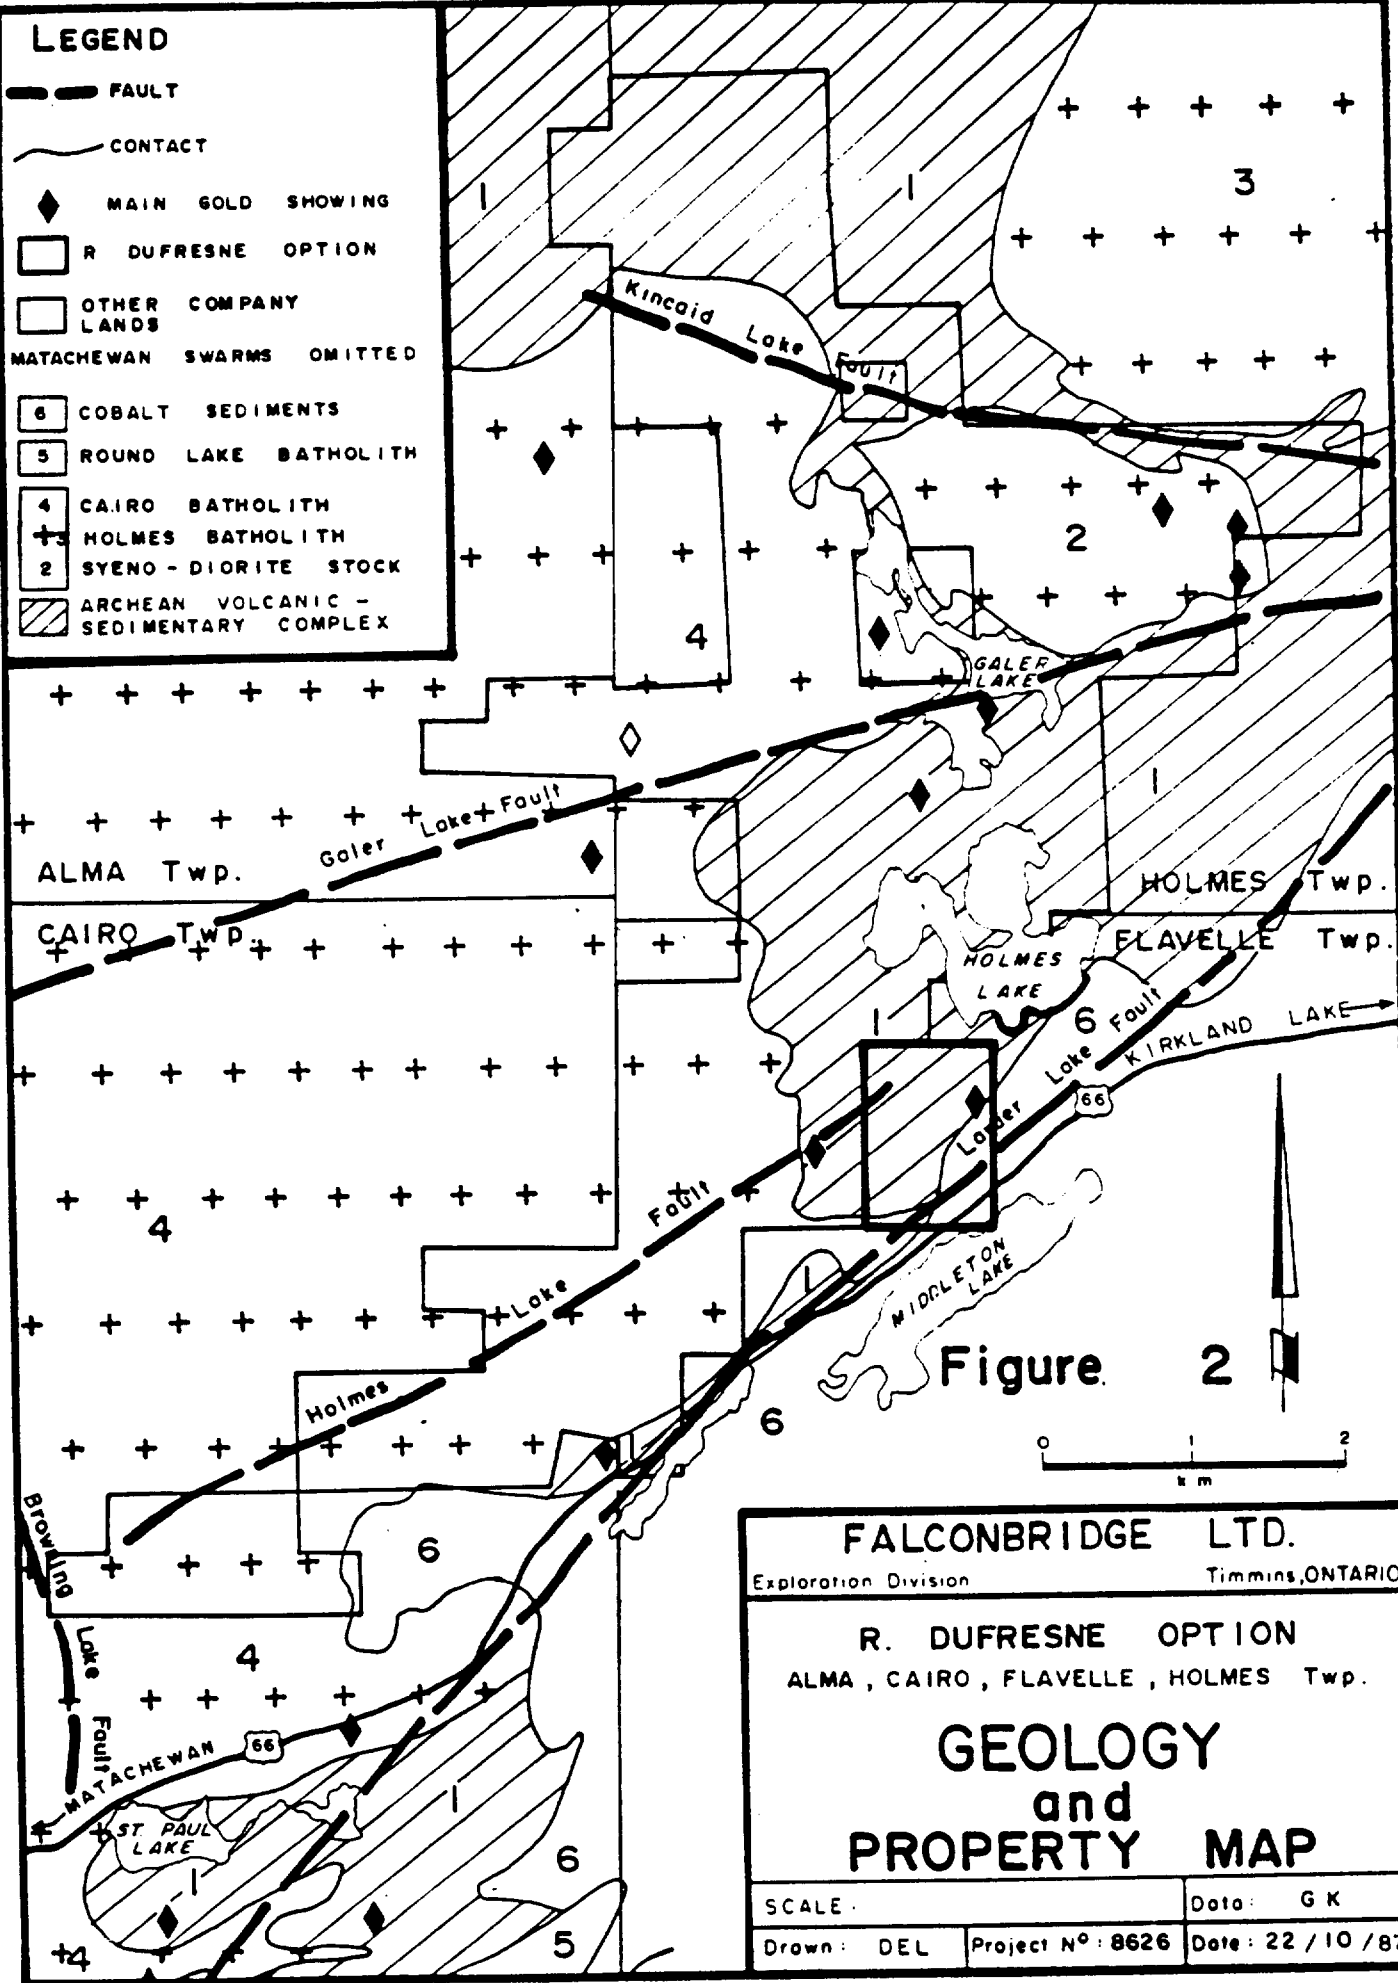 LEGEND
FAULT
CONTACT
MAIN GOLD SHOWING
R DUFRESNE OPTION
OTHER COMPANY
LANDS
MATACHEWAN SWARMS OMITTED
6 COBALT SEDIMENTS
5 ROUND LAKE BATHOLITH
4 CAIRO BATHOLITH
3 HOLMES BATHOLITH
2 SYENO - DIORITE STOCK
ARCHEAN VOLCANIC -
SEDIMENTARY COMPLEX
1
1
3
Kincaid Lake Fault
2
4
GALER
LAKE
1
Galer Lake Fault
ALMA Twp.
HOLMES Twp.
CAIRO Twp.
FLAVELLE Twp.
HOLMES
LAKE
1
6
Larder Lake Fault
KIRKLAND LAKE
66
4
Holmes Lake Fault
MIDDLETON
LAKE
1
Figure. 2
6
0 1 2
km
1
Browning Lake Fault
6
4
MATACHEWAN
66
ST. PAUL
LAKE
1
1
6
4
5
FALCONBRIDGE LTD.
Exploration Division Timmins, ONTARIO
R. DUFRESNE OPTION
ALMA, CAIRO, FLAVELLE, HOLMES Twp.
GEOLOGY
and
PROPERTY MAP
SCALE. Data: G K
Drawn: DEL Project Nº: 8626 Date: 22/10/87